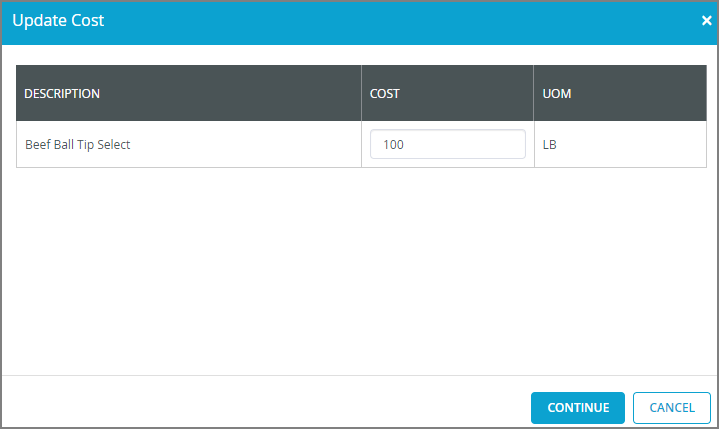 Update Cost ×
DESCRIPTION COST UOM
Beef Ball Tip Select 100 LB
CONTINUE CANCEL